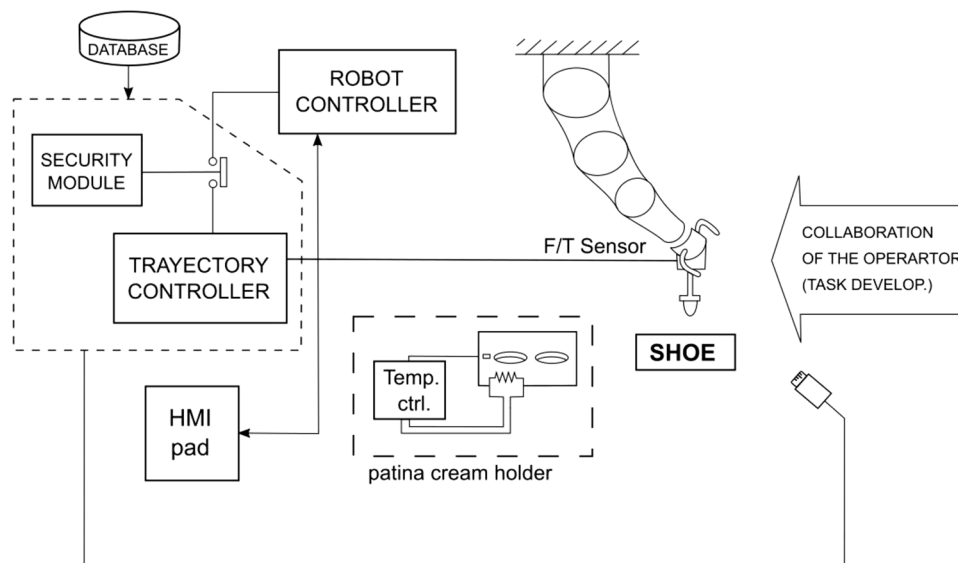 DATABASE
ROBOT
CONTROLLER
SECURITY
MODULE
TRAYECTORY
CONTROLLER
F/T Sensor
COLLABORATION
OF THE OPERARTOR
(TASK DEVELOP.)
SHOE
Temp.
ctrl.
HMI
pad
patina cream holder